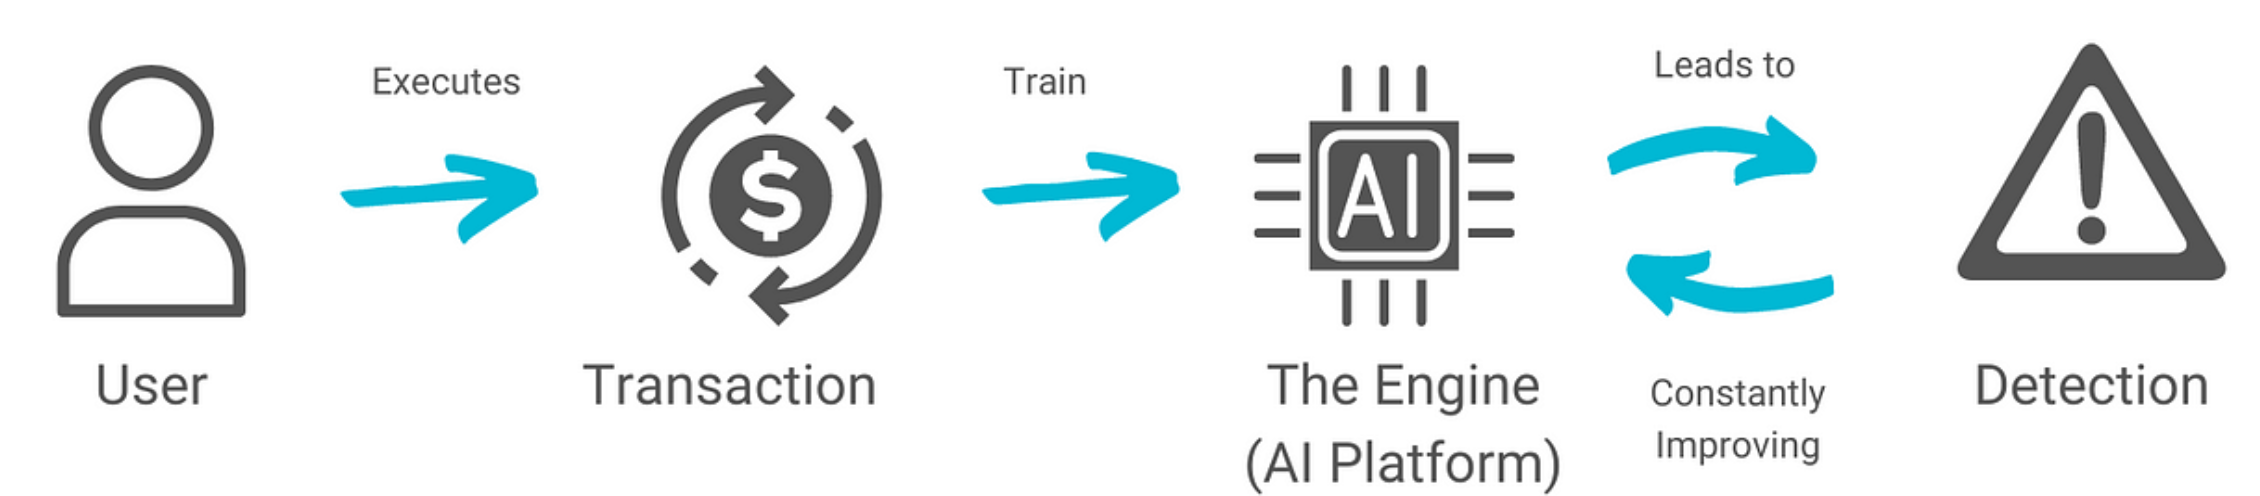 Executes
Train
Leads to
$
AI
User
Transaction
The Engine
(AI Platform)
Constantly
Improving
Detection